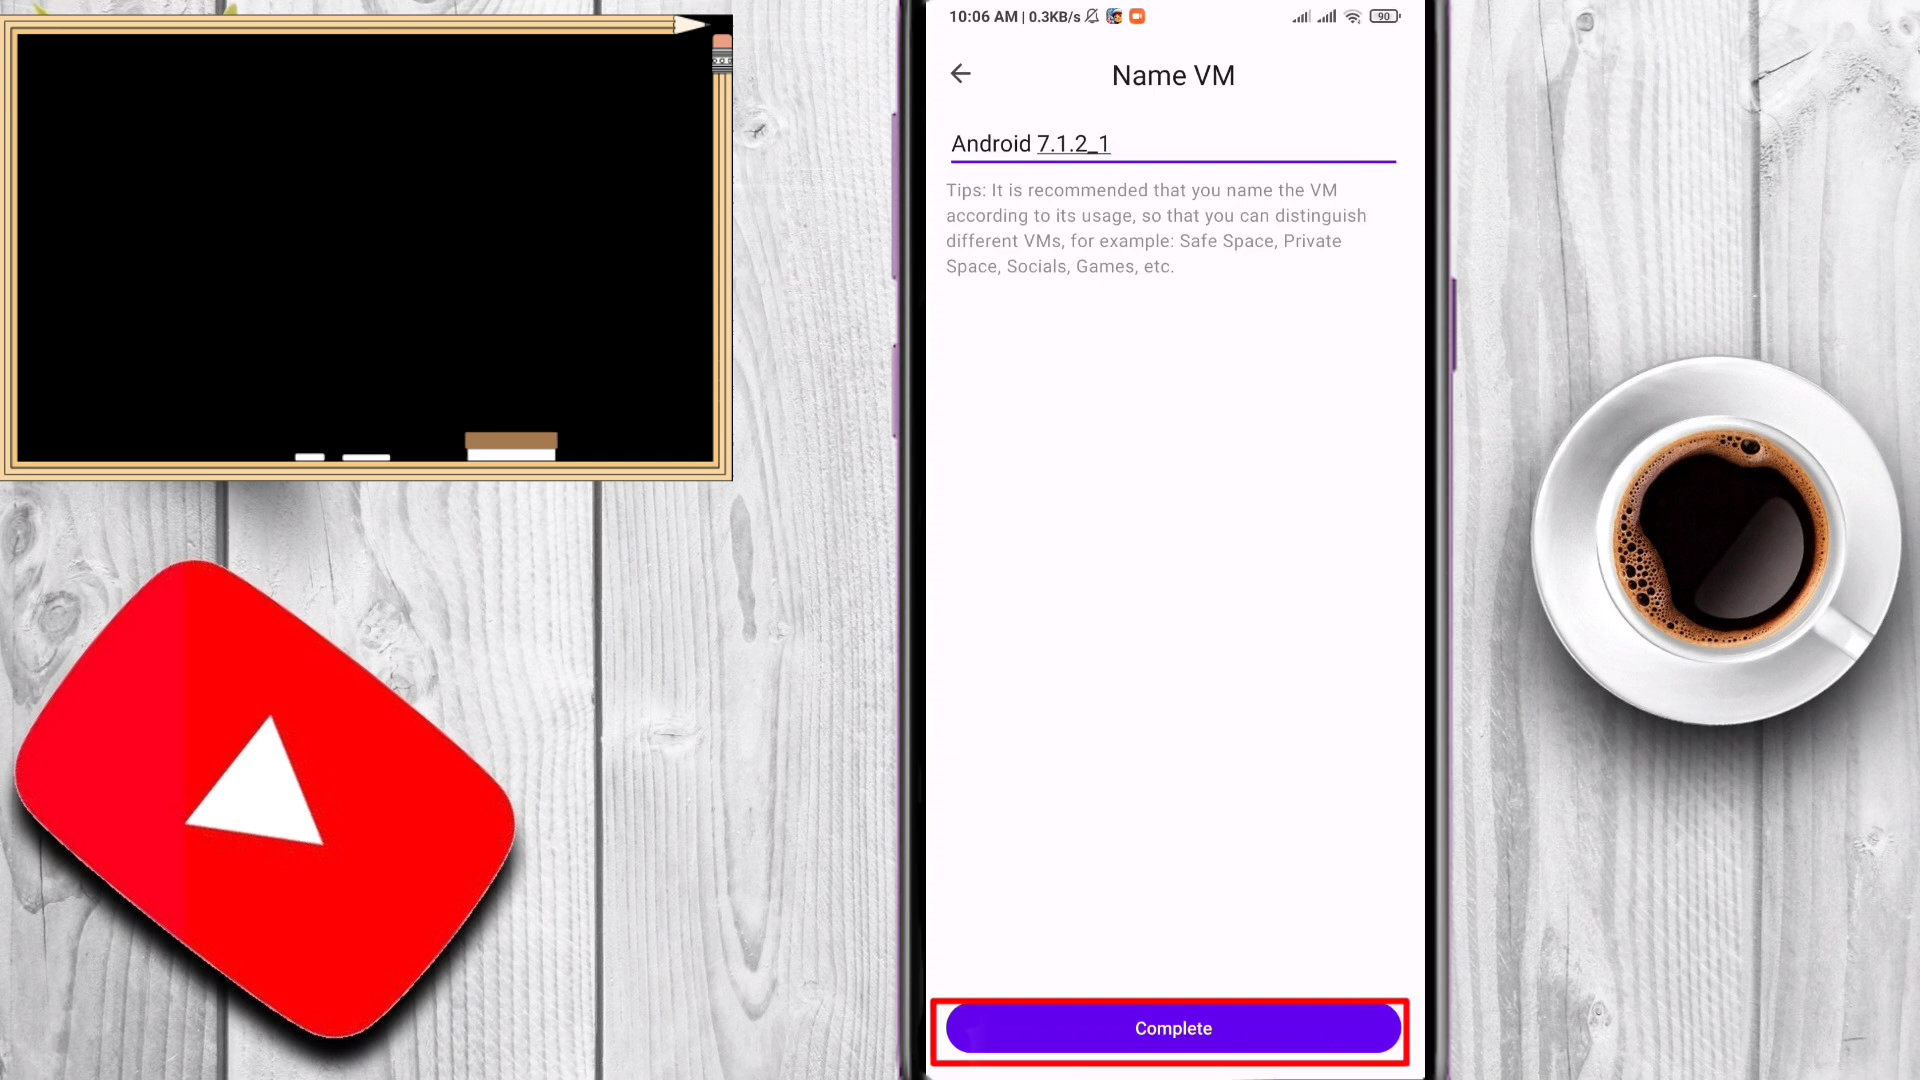 10:06 AM | 0.3KB/s
90
Name VM
Android 7.1.2_1
Tips: It is recommended that you name the VM
according to its usage, so that you can distinguish
different VMs, for example: Safe Space, Private
Space, Socials, Games, etc.
Complete